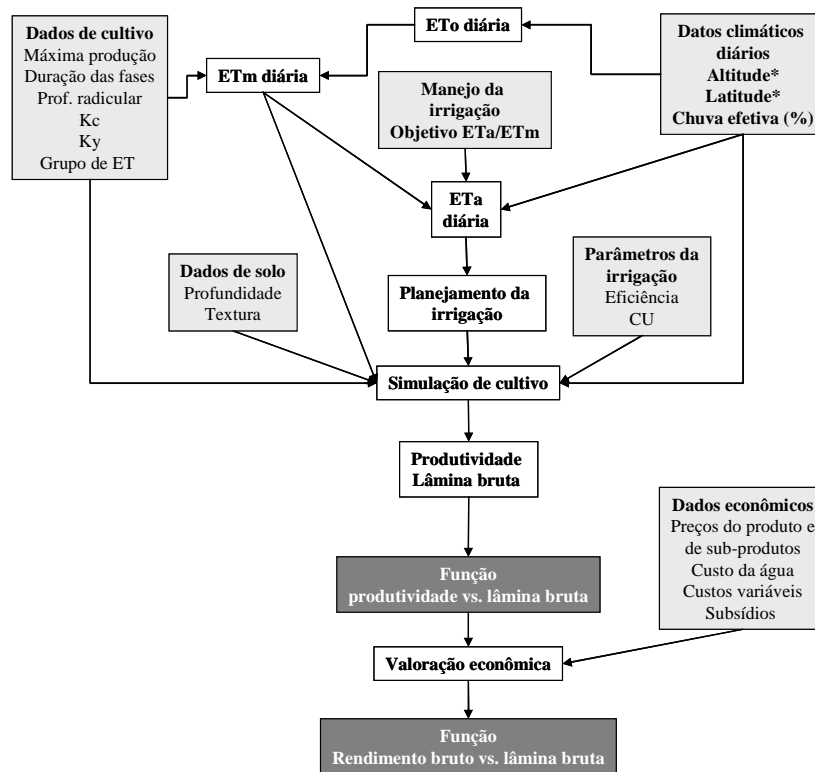 Dados de cultivo
Máxima produção
Duração das fases
Prof. radicular
Kc
Ky
Grupo de ET
ETo diária
ETm diária
Datos climáticos
diários
Altitude*
Latitude*
Chuva efetiva (%)
Manejo da
irrigação
Objetivo ETa/ETm
ETa
diária
Dados de solo
Profundidade
Textura
Planejamento da
irrigação
Parâmetros da
irrigação
Eficiência
CU
Simulação de cultivo
Produtividade
Lâmina bruta
Dados econômicos
Preços do produto e
de sub-produtos
Custo da água
Custos variáveis
Subsídios
Função
produtividade vs. lâmina bruta
Valoração econômica
Função
Rendimento bruto vs. lâmina bruta